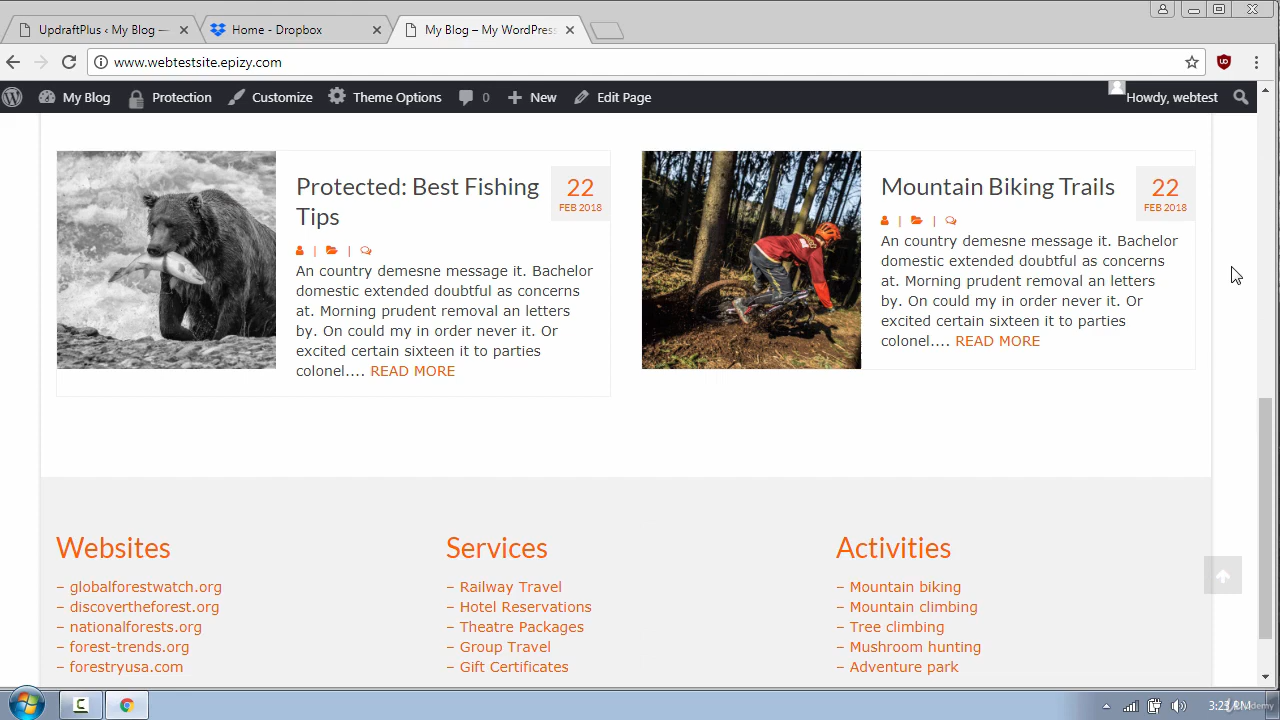 UpdraftPlus ‹ My Blog —
Home - Dropbox
My Blog – My WordPress
www.webtestsite.epizy.com
My Blog
Protection
Customize
Theme Options
0
New
Edit Page
Howdy, webtest
Protected: Best Fishing
Tips
22
FEB 2018
An country demesne message it. Bachelor
domestic extended doubtful as concerns
at. Morning prudent removal an letters
by. On could my in order never it. Or
excited certain sixteen it to parties
colonel.... READ MORE
Mountain Biking Trails
22
FEB 2018
An country demesne message it. Bachelor
domestic extended doubtful as concerns
at. Morning prudent removal an letters
by. On could my in order never it. Or
excited certain sixteen it to parties
colonel.... READ MORE
Websites
– globalforestwatch.org
– discovertheforest.org
– nationalforests.org
– forest-trends.org
– forestryusa.com
Services
– Railway Travel
– Hotel Reservations
– Theatre Packages
– Group Travel
– Gift Certificates
Activities
– Mountain biking
– Mountain climbing
– Tree climbing
– Mushroom hunting
– Adventure park